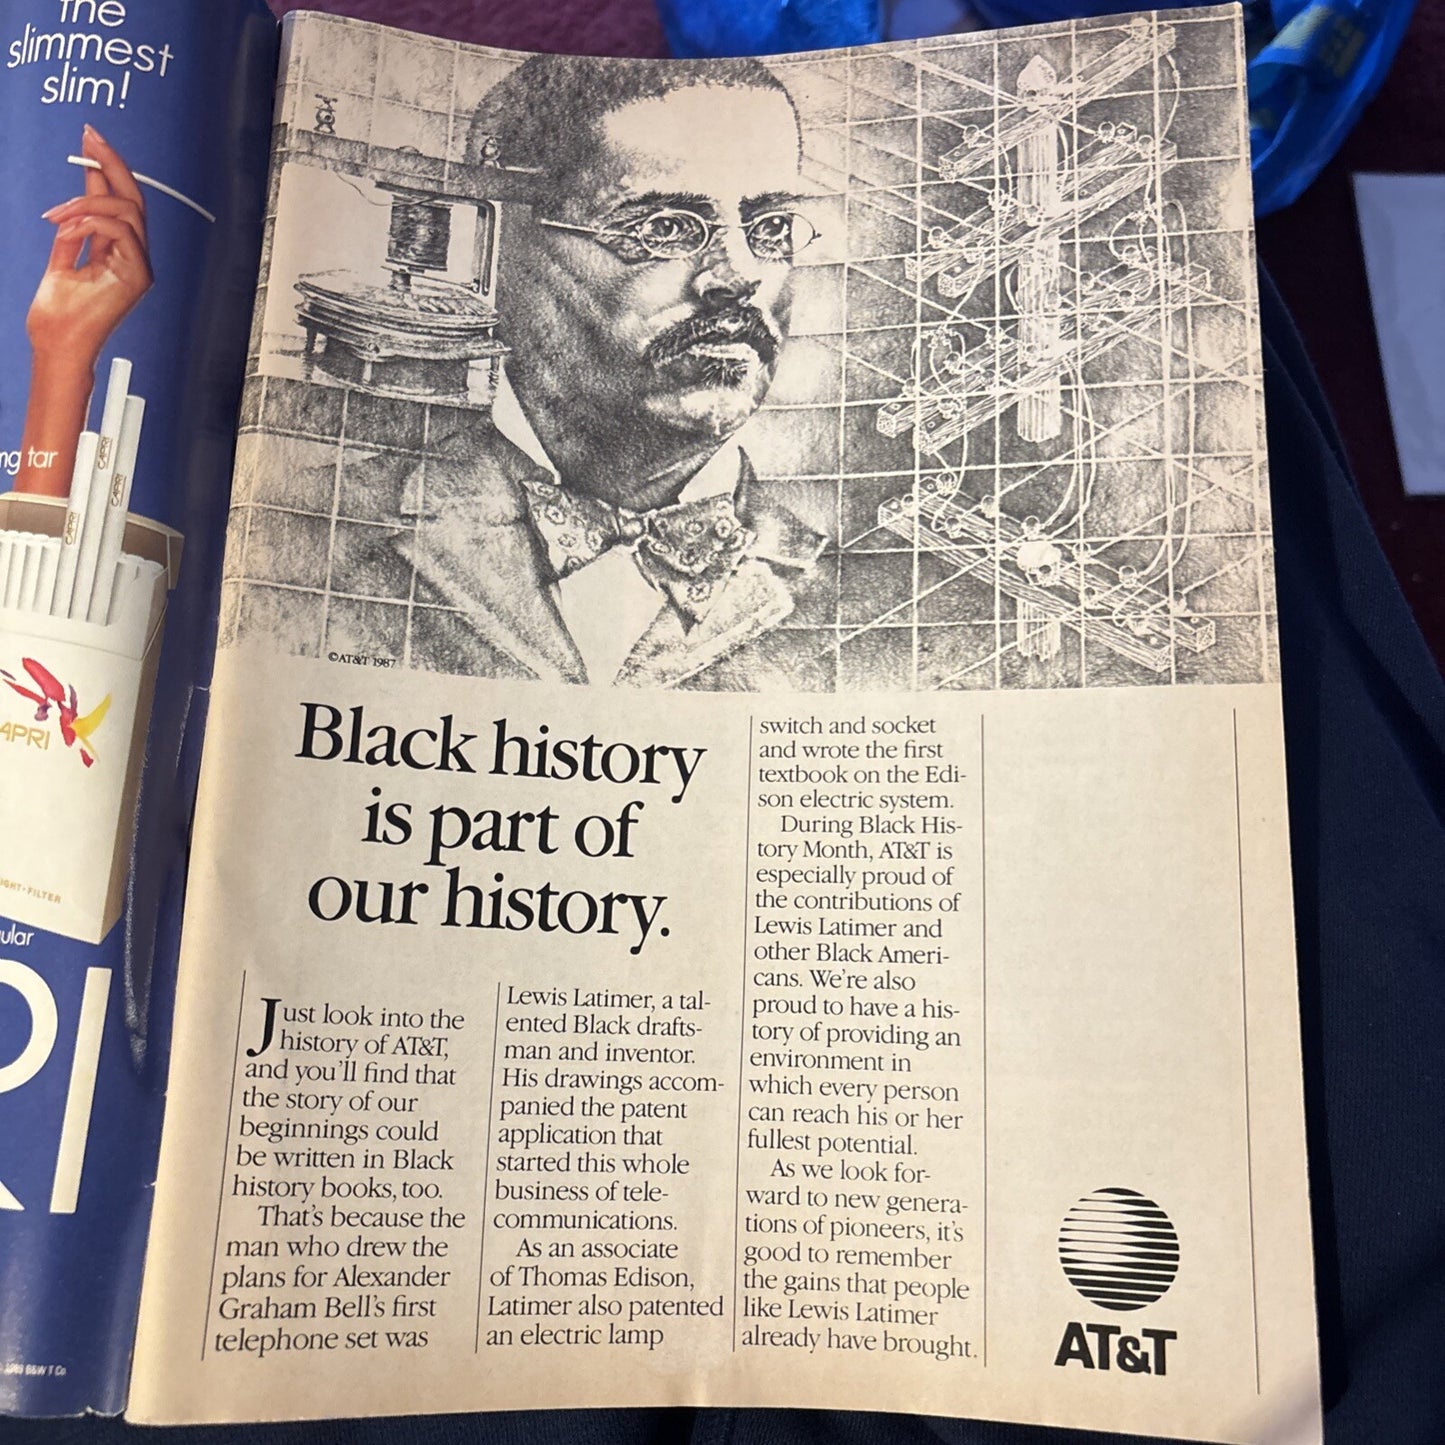 the
slimmest
slim!
tar
CAPRI
CAPRI
CAPRI
©AT&T 1987
Black history
is part of
our history.
Just look into the
history of AT&T,
and you'll find that
the story of our
beginnings could
be written in Black
history books, too.
That's because the
man who drew the
plans for Alexander
Graham Bell's first
telephone set was
Lewis Latimer, a tal-
ented Black drafts-
man and inventor.
His drawings accom-
panied the patent
application that
started this whole
business of tele-
communications.
As an associate
of Thomas Edison,
Latimer also patented
an electric lamp
switch and socket
and wrote the first
textbook on the Edi-
son electric system.
During Black His-
tory Month, AT&T is
especially proud of
the contributions of
Lewis Latimer and
other Black Ameri-
cans. We're also
proud to have a his-
tory of providing an
environment in
which every person
can reach his or her
fullest potential.
As we look for-
ward to new genera-
tions of pioneers, it's
good to remember
the gains that people
like Lewis Latimer
already have brought.
AT&T